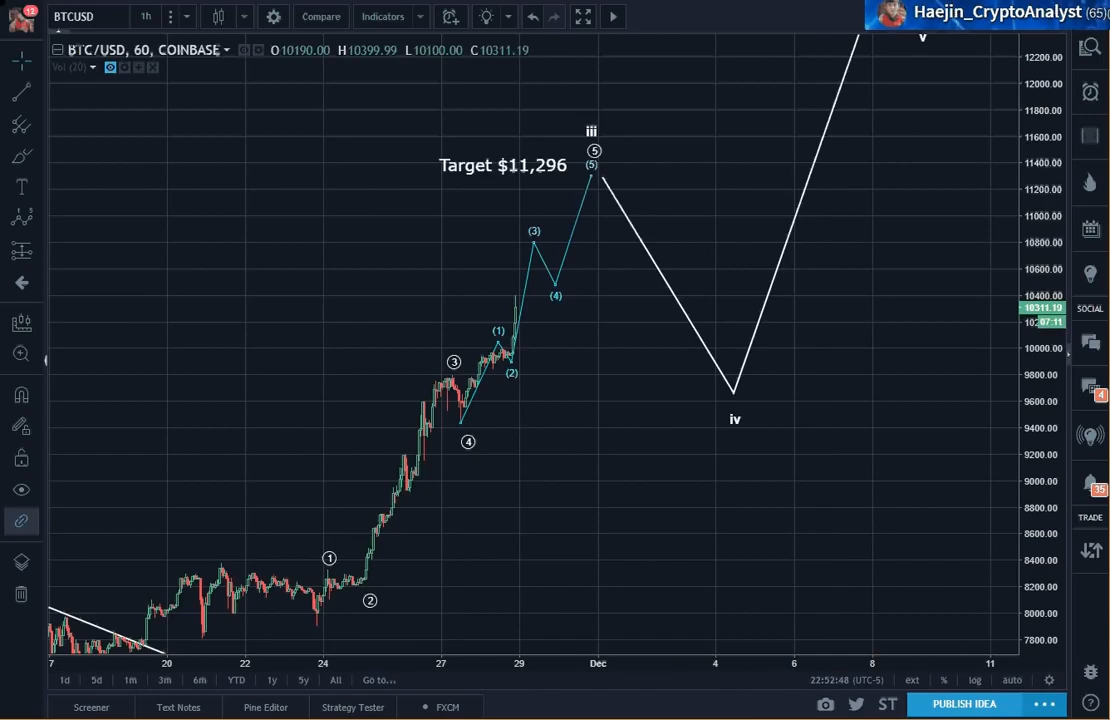 12
BTCUSD
1h
Compare
Indicators
Haejin_CryptoAnalyst (65)
BTC/USD, 60, COINBASE
O10190.00 H10399.99 L10100.00 C10311.19
Vol (20)
v
iii
5
(5)
Target $11,296
(3)
(4)
(1)
(2)
3
4
1
2
iv
12200.00
12000.00
11800.00
11600.00
11400.00
11200.00
11000.00
10800.00
10600.00
10400.00
10311.19
07:11
10000.00
9800.00
9600.00
9400.00
9200.00
9000.00
8800.00
8600.00
8400.00
8200.00
8000.00
7800.00
SOCIAL
4
35
TRADE
7 20 22 24 27 29 Dec 4 6 8 11
1d 5d 1m 3m 6m YTD 1y 5y All Go to...
22:52:48 (UTC-5) ext % log auto
Screener Text Notes Pine Editor Strategy Tester FXCM
ST PUBLISH IDEA